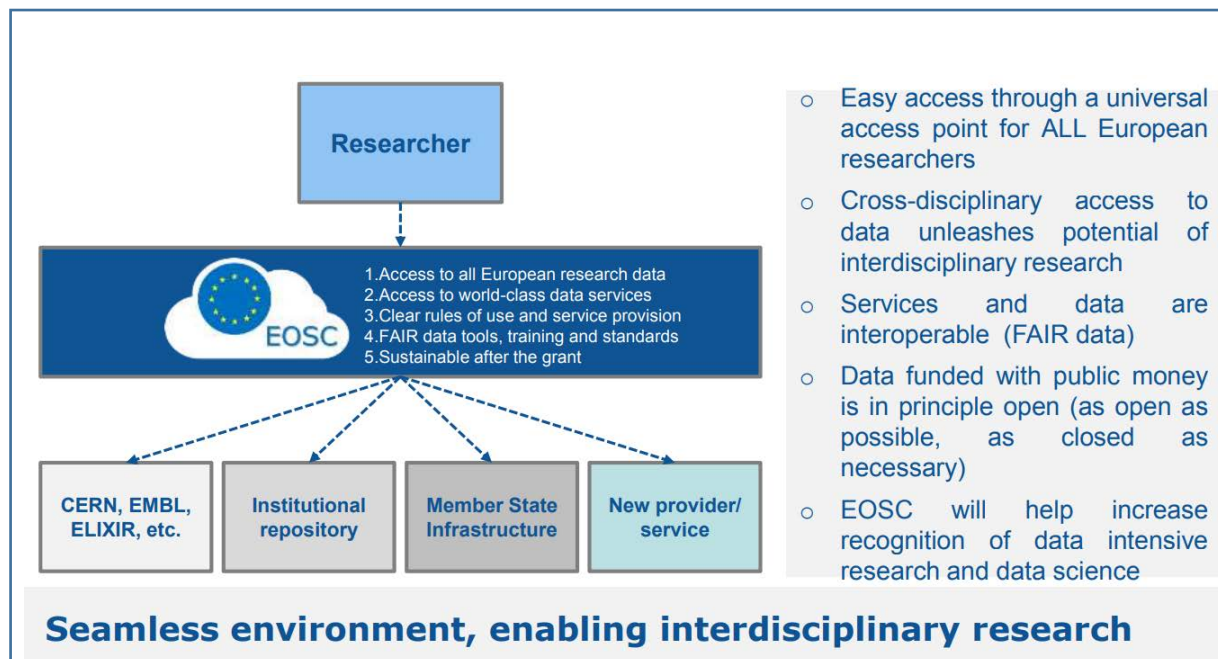 Researcher
EOSC
1.Access to all European research data
2.Access to world-class data services
3.Clear rules of use and service provision
4.FAIR data tools, training and standards
5.Sustainable after the grant
CERN, EMBL,
ELIXIR, etc.
Institutional
repository
Member State
Infrastructure
New provider/
service
o Easy access through a universal
access point for ALL European
researchers
o Cross-disciplinary access to
data unleashes potential of
interdisciplinary research
o Services and data are
interoperable (FAIR data)
o Data funded with public money
is in principle open (as open as
possible, as closed as
necessary)
o EOSC will help increase
recognition of data intensive
research and data science
Seamless environment, enabling interdisciplinary research